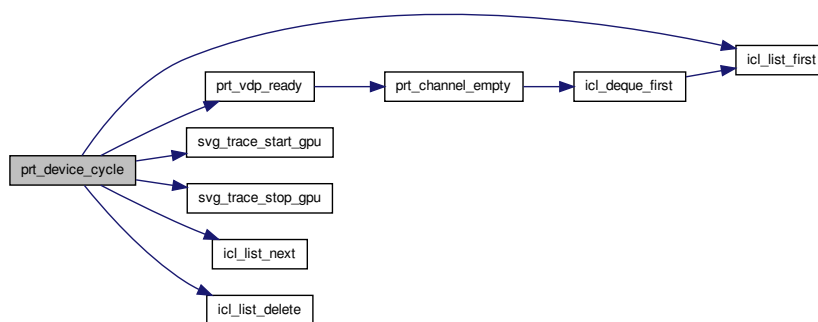 icl_list_first
prt_vdp_ready
prt_channel_empty
icl_deque_first
svg_trace_start_gpu
prt_device_cycle
svg_trace_stop_gpu
icl_list_next
icl_list_delete